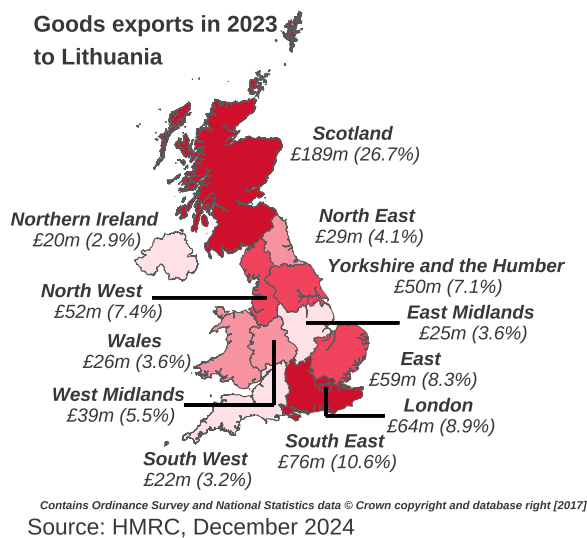 Goods exports in 2023
to Lithuania
Scotland
£189m (26.7%)
Northern Ireland
£20m (2.9%)
North East
£29m (4.1%)
Yorkshire and the Humber
£50m (7.1%)
North West
£52m (7.4%)
East Midlands
£25m (3.6%)
Wales
£26m (3.6%)
East
£59m (8.3%)
West Midlands
£39m (5.5%)
London
£64m (8.9%)
South East
£76m (10.6%)
South West
£22m (3.2%)
Contains Ordinance Survey and National Statistics data © Crown copyright and database right [2017]
Source: HMRC, December 2024